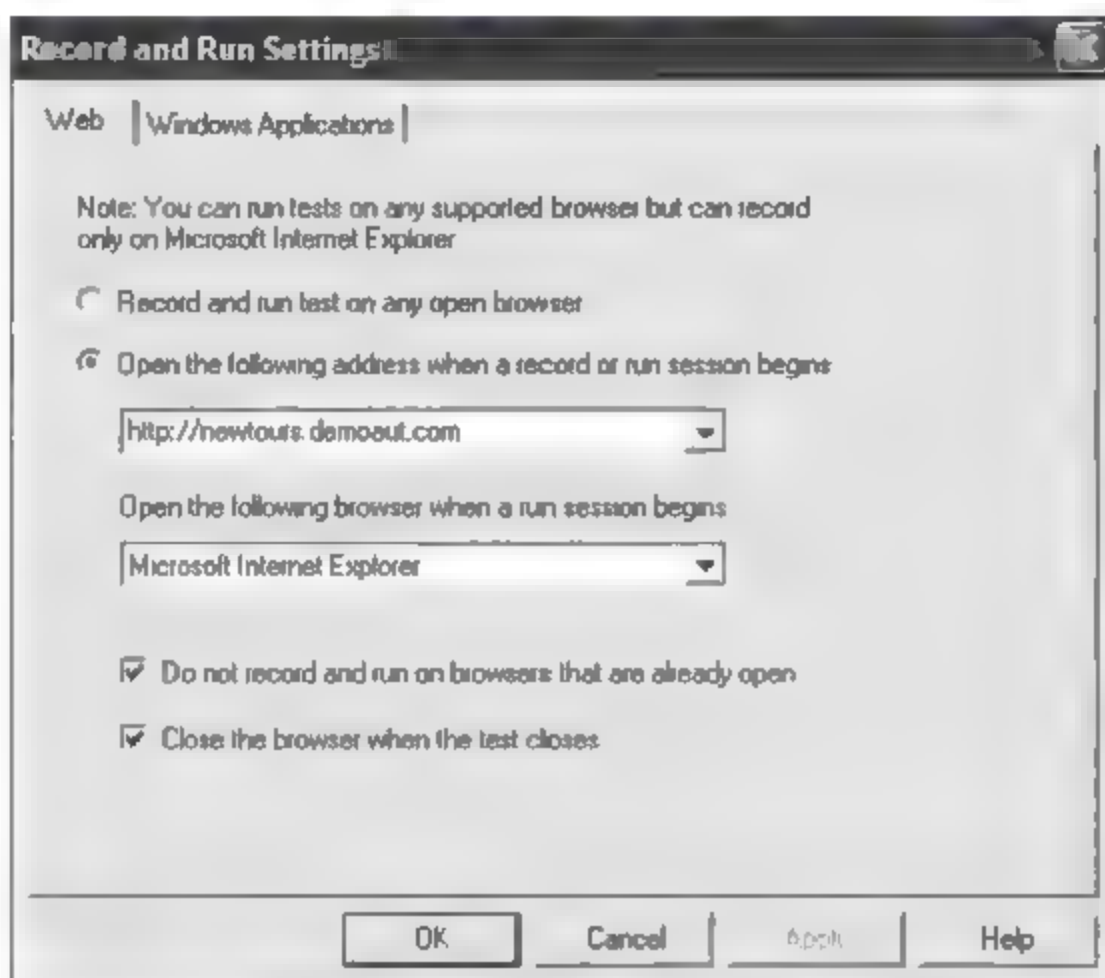 Record and Run Settings
Web
Windows Applications
Note: You can run tests on any supported browser but can record
only on Microsoft Internet Explorer
Record and run test on any open browser
Open the following address when a record or run session begins
http://newtours.demoaut.com
Open the following browser when a run session begins
Microsoft Internet Explorer
Do not record and run on browsers that are already open
Close the browser when the test closes
OK
Cancel
Apply
Help